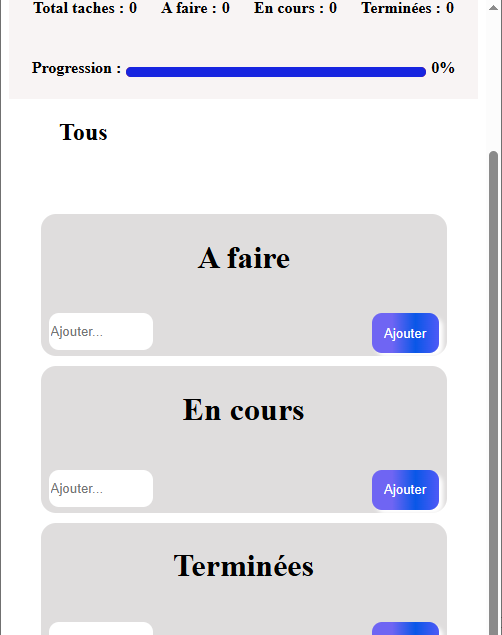 Total taches : 0 A faire : 0 En cours : 0 Terminées : 0
Progression : 0%
Tous
A faire
Ajouter... Ajouter
En cours
Ajouter... Ajouter
Terminées